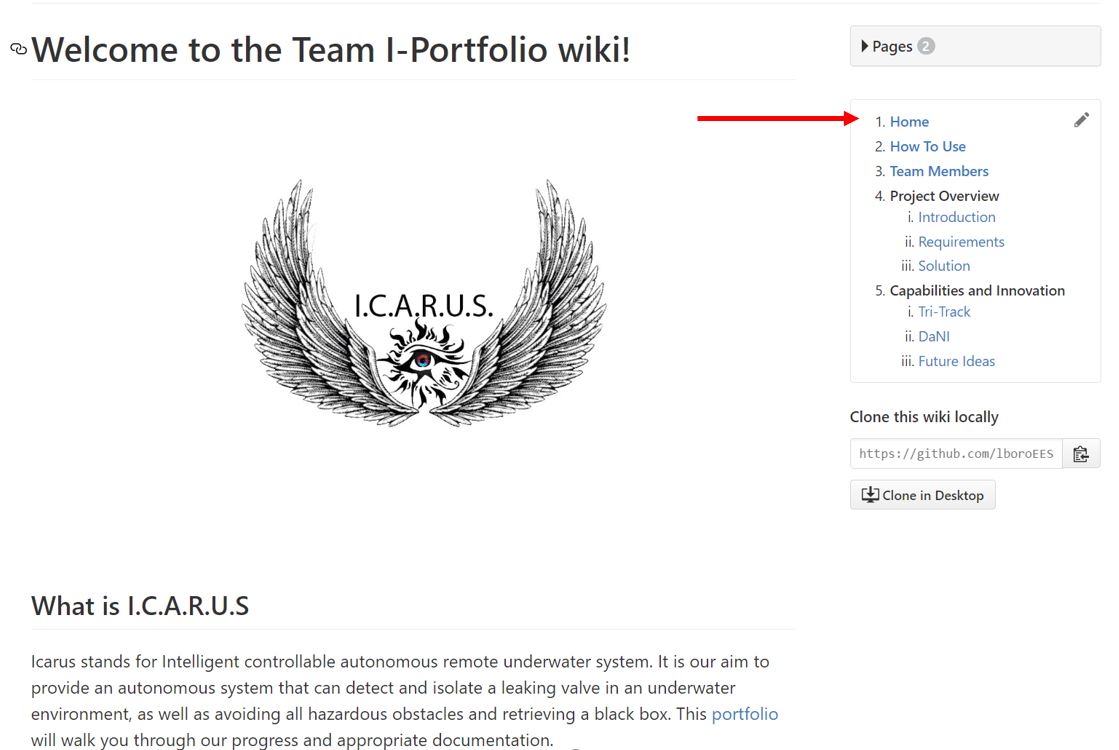 Welcome to the Team I-Portfolio wiki!
I.C.A.R.U.S.
What is I.C.A.R.U.S
Icarus stands for Intelligent controllable autonomous remote underwater system. It is our aim to
provide an autonomous system that can detect and isolate a leaking valve in an underwater
environment, as well as avoiding all hazardous obstacles and retrieving a black box. This portfolio
will walk you through our progress and appropriate documentation.
Pages 2
1. Home
2. How To Use
3. Team Members
4. Project Overview
i. Introduction
ii. Requirements
iii. Solution
5. Capabilities and Innovation
i. Tri-Track
ii. DaNI
iii. Future Ideas
Clone this wiki locally
https://github.com/lboroEES
Clone in Desktop